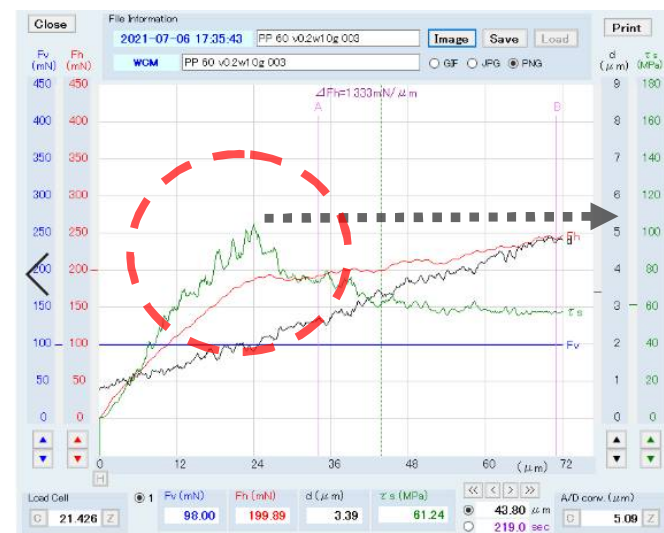 Close
File Information
Print
2021-07-06 17:35:43
PP 60 v0.2w10g 003
Image
Save
Load
WCM
PP 60 v0.2w10g 003
GIF
JPG
PNG
Fv
(mN)
Fh
(mN)
d
(μm)
τs
(MPa)
450 450 9 180
400 400 8 160
350 350 7 140
300 300 6 120
250 250 5 100
200 200 4 80
150 150 3 60
100 100 2 40
50 50 1 20
0 0 0 0
⊿Fh=1.333mN/μm
A
B
Fh
d
τs
Fv
0 12 24 36 48 60 (μm) 72
H
Load Cell
C 21.426 Z
1
Fv (mN)
98.00
Fh (mN)
199.89
d (μm)
3.39
τs (MPa)
61.24
<< < > >>
43.80 μm
219.0 sec
A/D conv. (μm)
C 5.09 Z